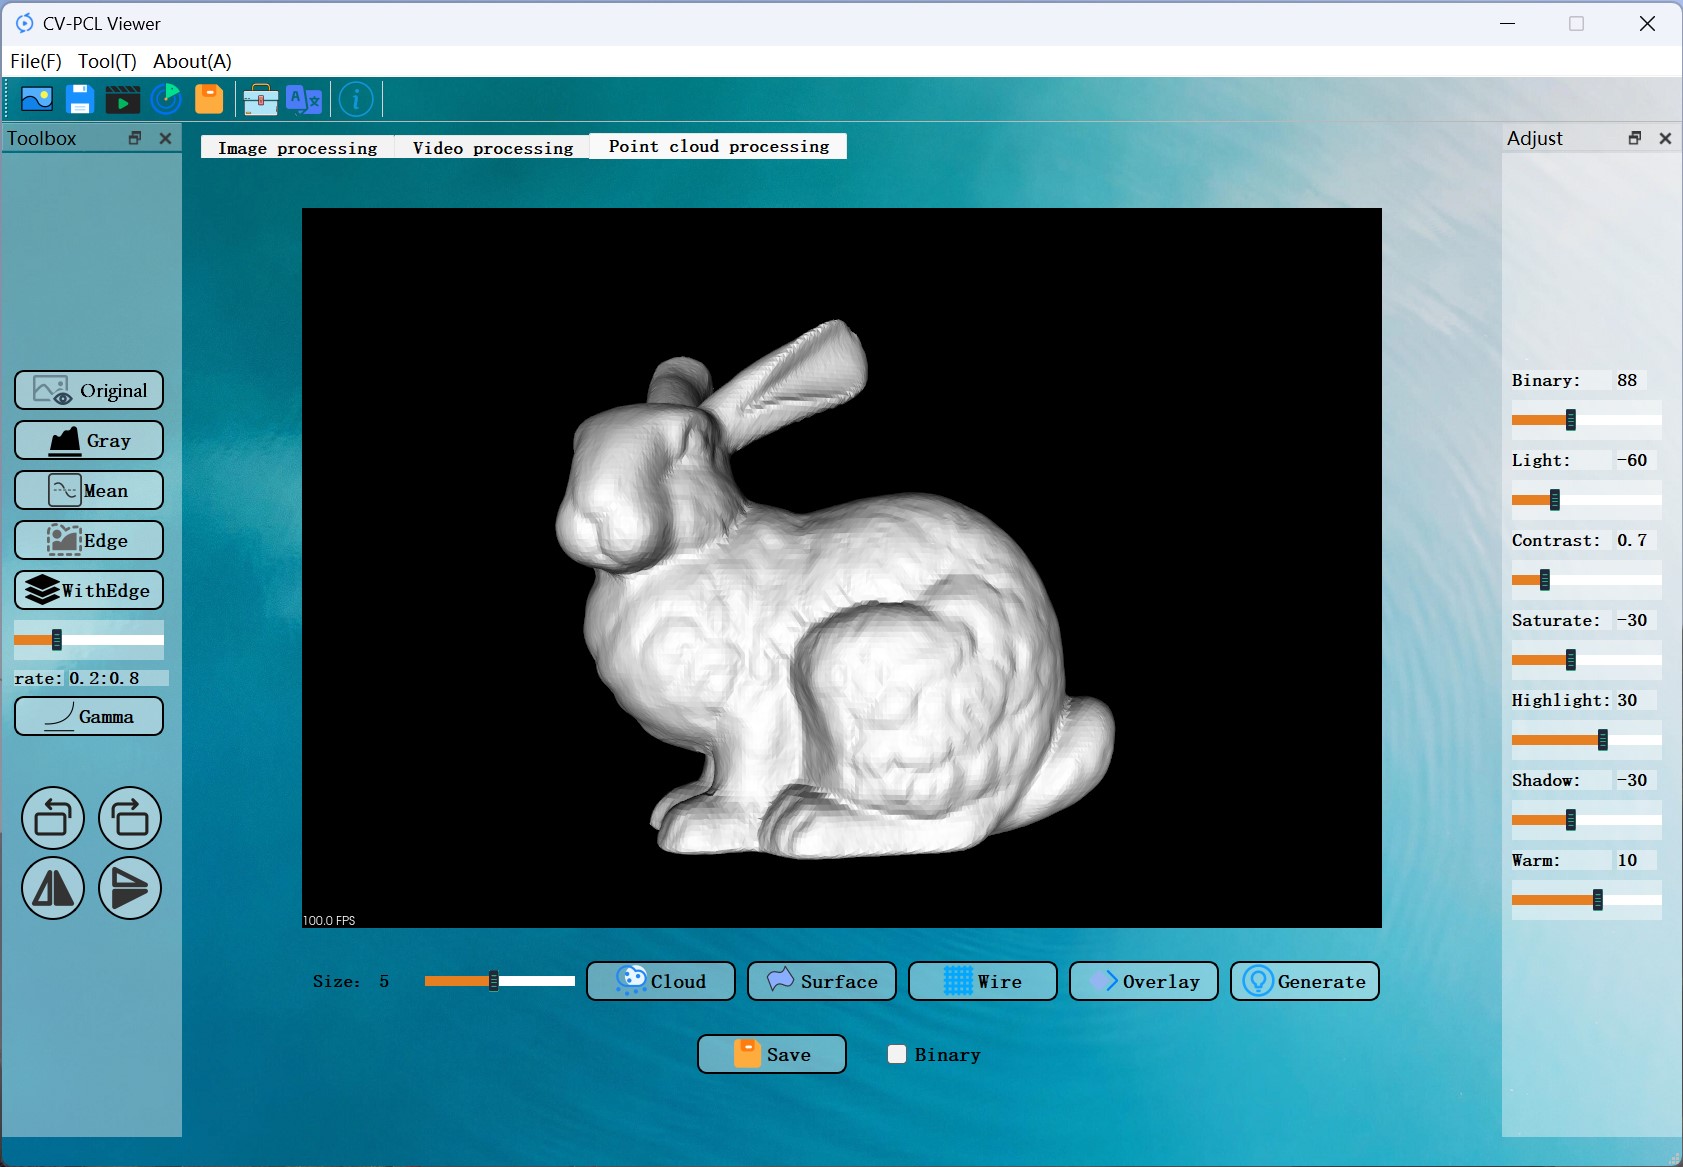 CV-PCL Viewer
File(F) Tool(T) About(A)
Toolbox
Image processing Video processing Point cloud processing
Adjust
Original
Gray
Mean
Edge
WithEdge
rate: 0.2:0.8
Gamma
100.0 FPS
Size: 5
Cloud
Surface
Wire
Overlay
Generate
Save
Binary
Binary: 88
Light: -60
Contrast: 0.7
Saturate: -30
Highlight: 30
Shadow: -30
Warm: 10